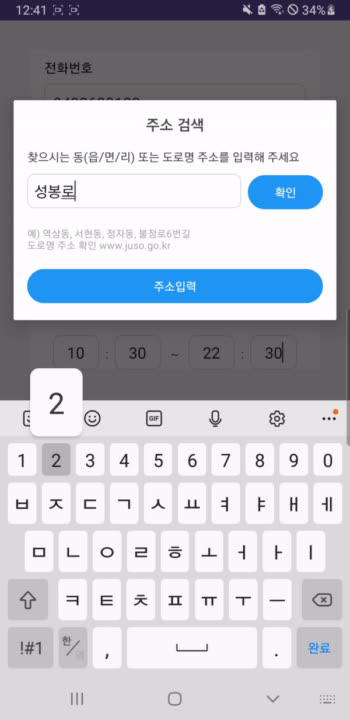 12:41 34%
전화번호
주소 검색
찾으시는 동(읍/면/리) 또는 도로명 주소를 입력해 주세요
성봉로 확인
예) 역삼동, 서현동, 정자동, 불정로6번길
도로명 주소 확인 www.juso.go.kr
주소입력
10 : 30 ~ 22 : 30
2
GIF
1 2 3 4 5 6 7 8 9 0
ㅂ ㅈ ㄷ ㄱ ㅅ ㅛ ㅕ ㅑ ㅐ ㅔ
ㅁ ㄴ ㅇ ㄹ ㅎ ㅗ ㅓ ㅏ ㅣ
ㅋ ㅌ ㅊ ㅍ ㅠ ㅜ ㅡ
!#1 한/ , . 완료